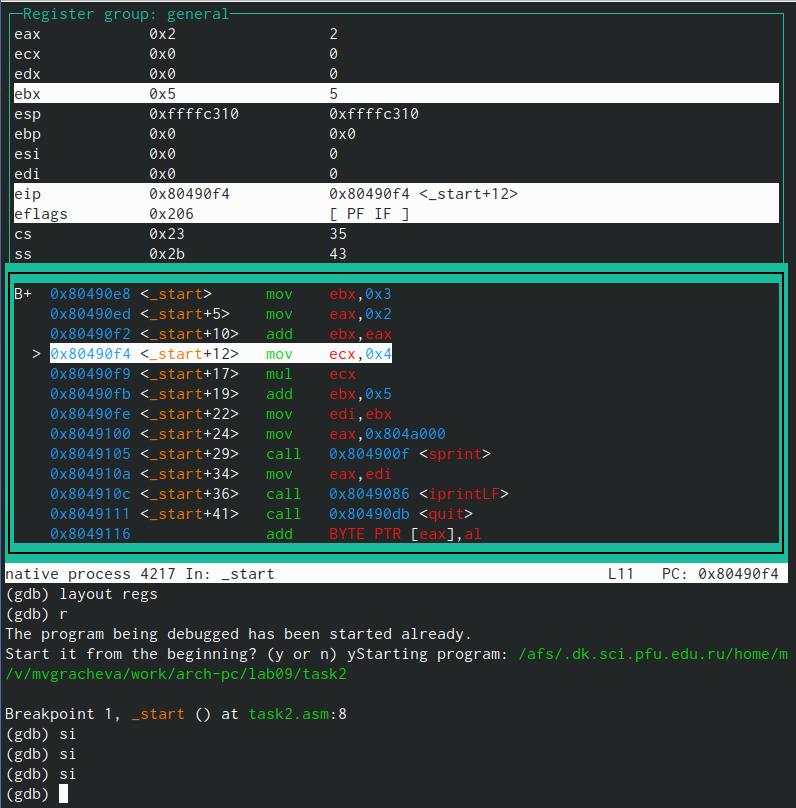 Register group: general
eax 0x2 2
ecx 0x0 0
edx 0x0 0
ebx 0x5 5
esp 0xffffc310 0xffffc310
ebp 0x0 0x0
esi 0x0 0
edi 0x0 0
eip 0x80490f4 0x80490f4 <_start+12>
eflags 0x206 [ PF IF ]
cs 0x23 35
ss 0x2b 43
B+ 0x80490e8 <_start> mov ebx,0x3
0x80490ed <_start+5> mov eax,0x2
0x80490f2 <_start+10> add ebx,eax
> 0x80490f4 <_start+12> mov ecx,0x4
0x80490f9 <_start+17> mul ecx
0x80490fb <_start+19> add ebx,0x5
0x80490fe <_start+22> mov edi,ebx
0x8049100 <_start+24> mov eax,0x804a000
0x8049105 <_start+29> call 0x804900f <sprint>
0x804910a <_start+34> mov eax,edi
0x804910c <_start+36> call 0x8049086 <iprintLF>
0x8049111 <_start+41> call 0x80490db <quit>
0x8049116 add BYTE PTR [eax],al
native process 4217 In: _start L11 PC: 0x80490f4
(gdb) layout regs
(gdb) r
The program being debugged has been started already.
Start it from the beginning? (y or n) yStarting program: /afs/.dk.sci.pfu.edu.ru/home/m
/v/mvgracheva/work/arch-pc/lab09/task2
Breakpoint 1, _start () at task2.asm:8
(gdb) si
(gdb) si
(gdb) si
(gdb)